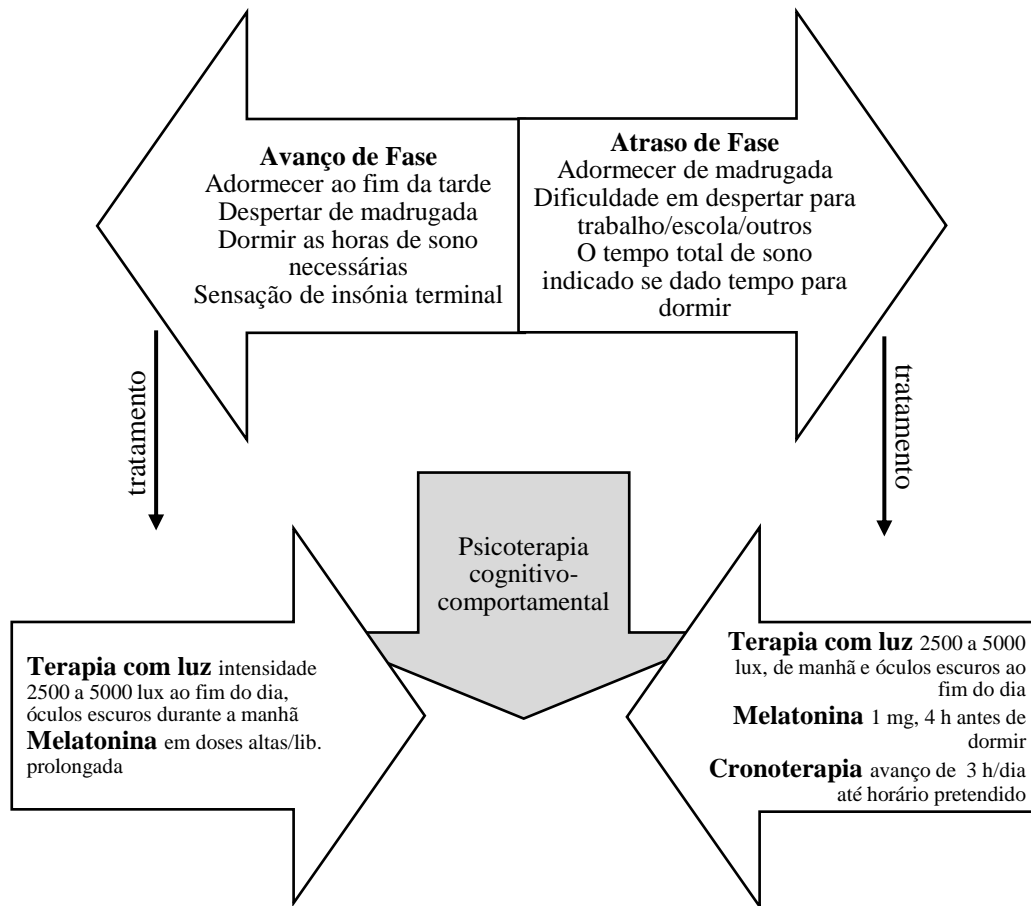 Avanço de Fase
Adormecer ao fim da tarde
Despertar de madrugada
Dormir as horas de sono
necessárias
Sensação de insónia terminal
Atraso de Fase
Adormecer de madrugada
Dificuldade em despertar para
trabalho/escola/outros
O tempo total de sono
indicado se dado tempo para
dormir
tratamento
tratamento
Psicoterapia
cognitivo-
comportamental
Terapia com luz intensidade
2500 a 5000 lux ao fim do dia,
óculos escuros durante a manhã
Melatonina em doses altas/lib.
prolongada
Terapia com luz 2500 a 5000
lux, de manhã e óculos escuros ao
fim do dia
Melatonina 1 mg, 4 h antes de
dormir
Cronoterapia avanço de 3 h/dia
até horário pretendido